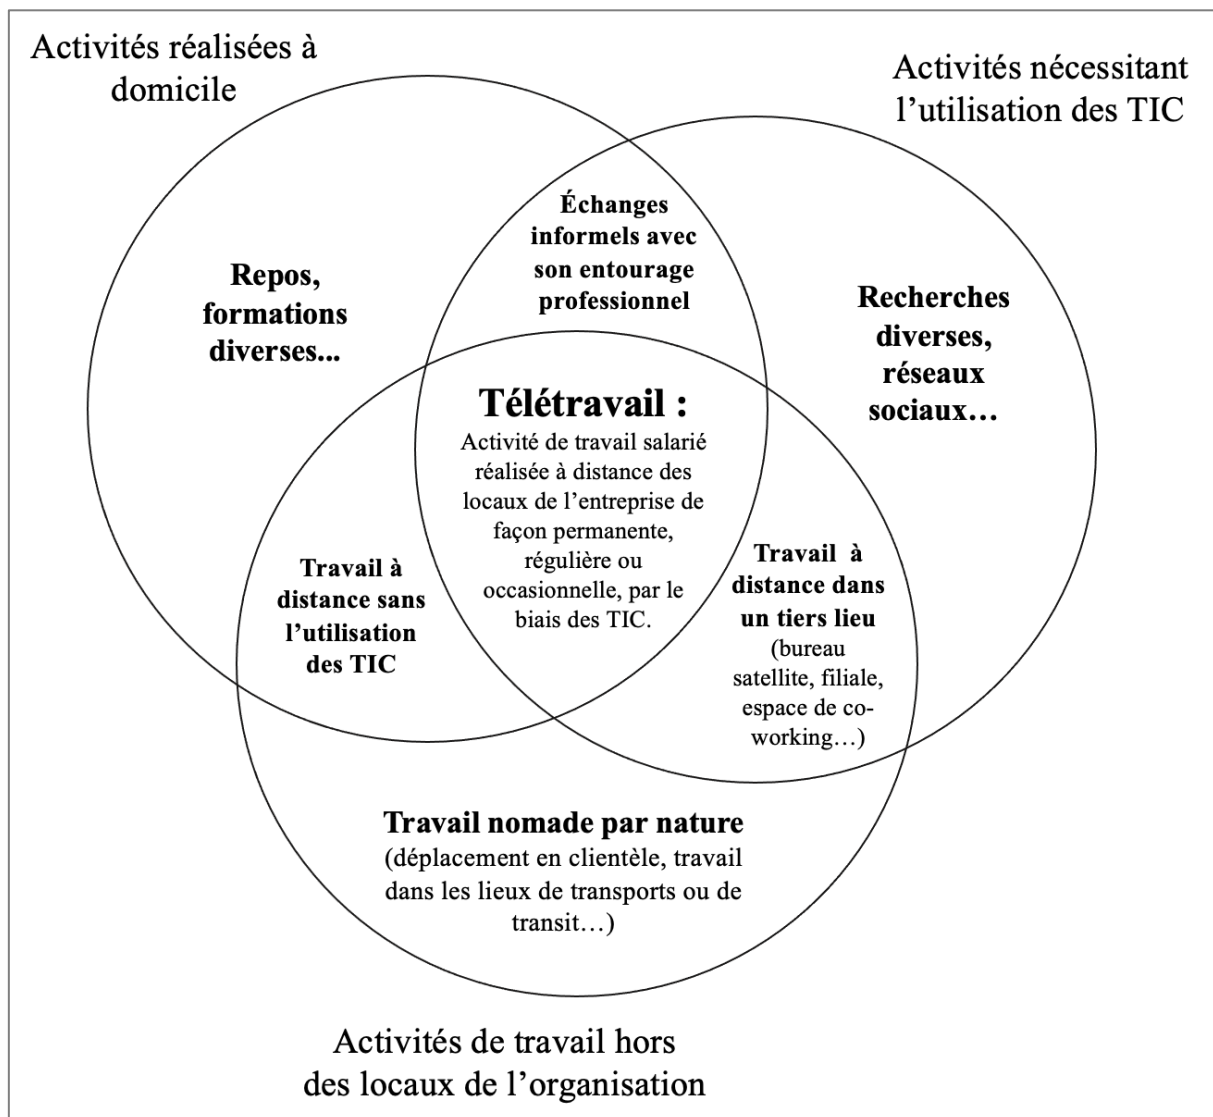 Activités réalisées à
domicile
Activités nécessitant
l’utilisation des TIC
Échanges
informels avec
son entourage
professionnel
Repos,
formations
diverses...
Recherches
diverses,
réseaux
sociaux…
Télétravail :
Activité de travail salarié
réalisée à distance des
locaux de l’entreprise de
façon permanente,
régulière ou
occasionnelle, par le
biais des TIC.
Travail à
distance sans
l’utilisation
des TIC
Travail à
distance dans
un tiers lieu
(bureau
satellite, filiale,
espace de co-
working…)
Travail nomade par nature
(déplacement en clientèle, travail
dans les lieux de transports ou de
transit…)
Activités de travail hors
des locaux de l’organisation